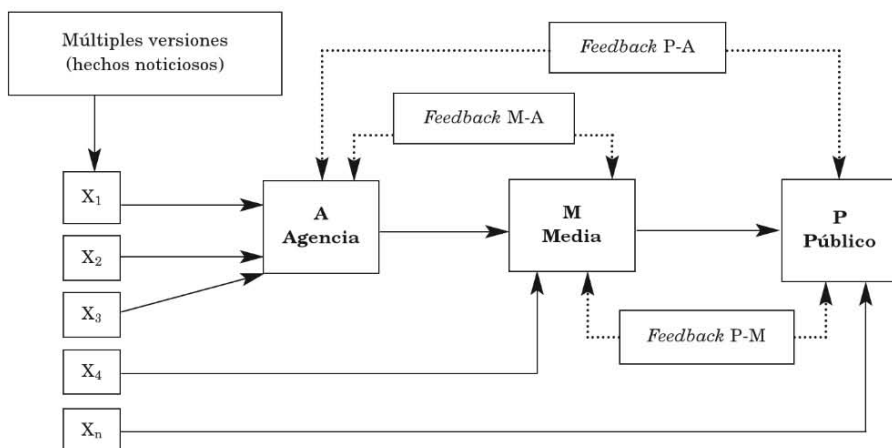 Múltiples versiones
(hechos noticiosos)
Feedback P-A
Feedback M-A
X1
X2
X3
X4
Xn
A
Agencia
M
Media
P
Público
Feedback P-M